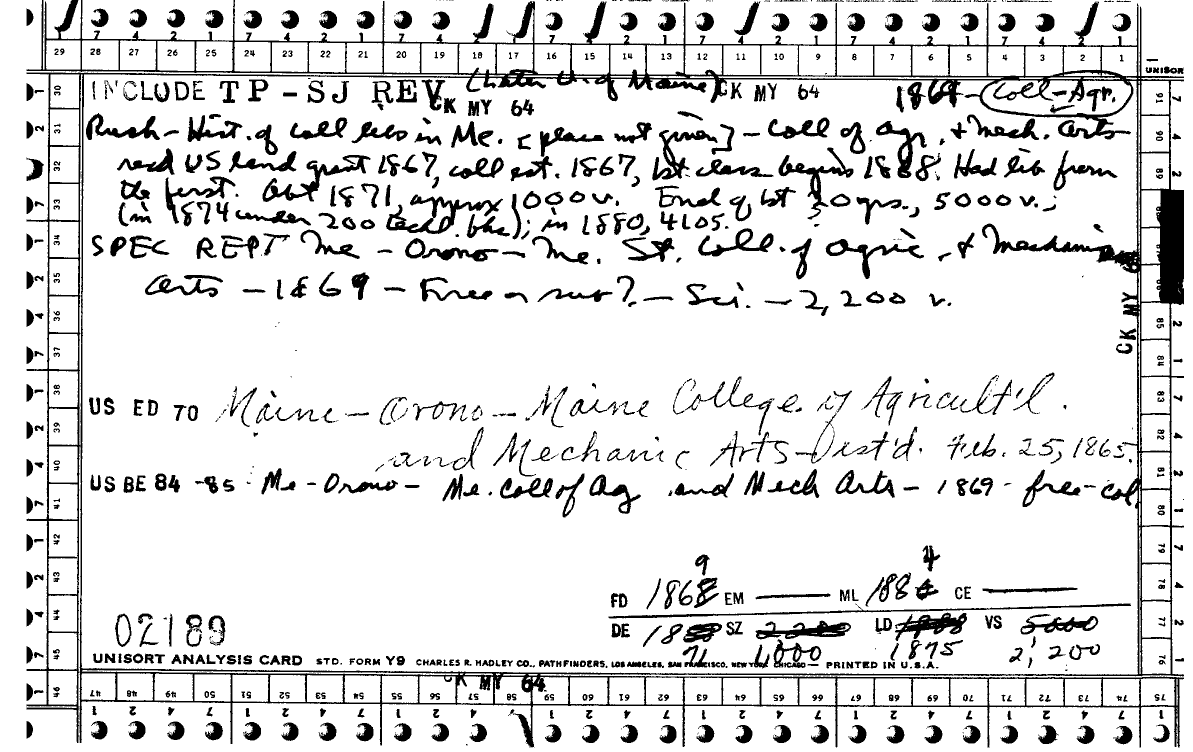 1 7 4 2 1 7 4 2 1 7 4 2 1 7 4 2 1 7 4 2 1 7 4 2 1
29 28 27 26 25 24 23 22 21 20 19 18 17 16 15 14 13 12 11 10 9 8 7 6 5 4 3 2 1
UNISORT
(Later U. of Maine)
INCLUDE TP - SJ REV CK MY 64 CK MY 64 1869 - Coll - Agr.
Rush - Hist. of coll libs in Me. [place not given] - Coll of agr. & Mech. Arts
recd US land grant 1867, coll est. 1867, 1st class begins 1868. Had lib from
the first. Abt 1871, approx 1000 v. End of 1st 20 yrs., 5000 v.;
(in 1874 under 200 techl. bks); in 1880, 4105.
SPEC REPT Me - Orono - Me. St. Coll. of Agric. & Mechanic
Arts - 1869 - Free or sub? - Sci. - 2,200 v.
CK MY 6
US ED 70 Maine - Orono - Maine College of Agricult'l.
and Mechanic Arts - Inst'd. Feb. 25, 1865.
US BE 84 - 85 Me - Orono - Me. Coll of Ag and Mech Arts - 1869 - free - col.
9 4
FD 1868 EM — ML 188 CE —
02189
DE 18 SZ 2200 LD 1888 VS 5000
71 1,000 1875 2,200
UNISORT ANALYSIS CARD STD. FORM Y9 CHARLES R. HADLEY CO., PATHFINDERS, LOS ANGELES, SAN FRANCISCO, NEW YORK, CHICAGO — PRINTED IN U.S.A.
CK MY 64
30 31 32 33 34 35 36 37 38 39 40 41 42 43 44 45 46
91 90 89 85 84 83 82 81 80 79 78 77 76
47 48 49 50 51 52 53 54 55 56 57 58 59 60 61 62 63 64 65 66 67 68 69 70 71 72 73 74 75